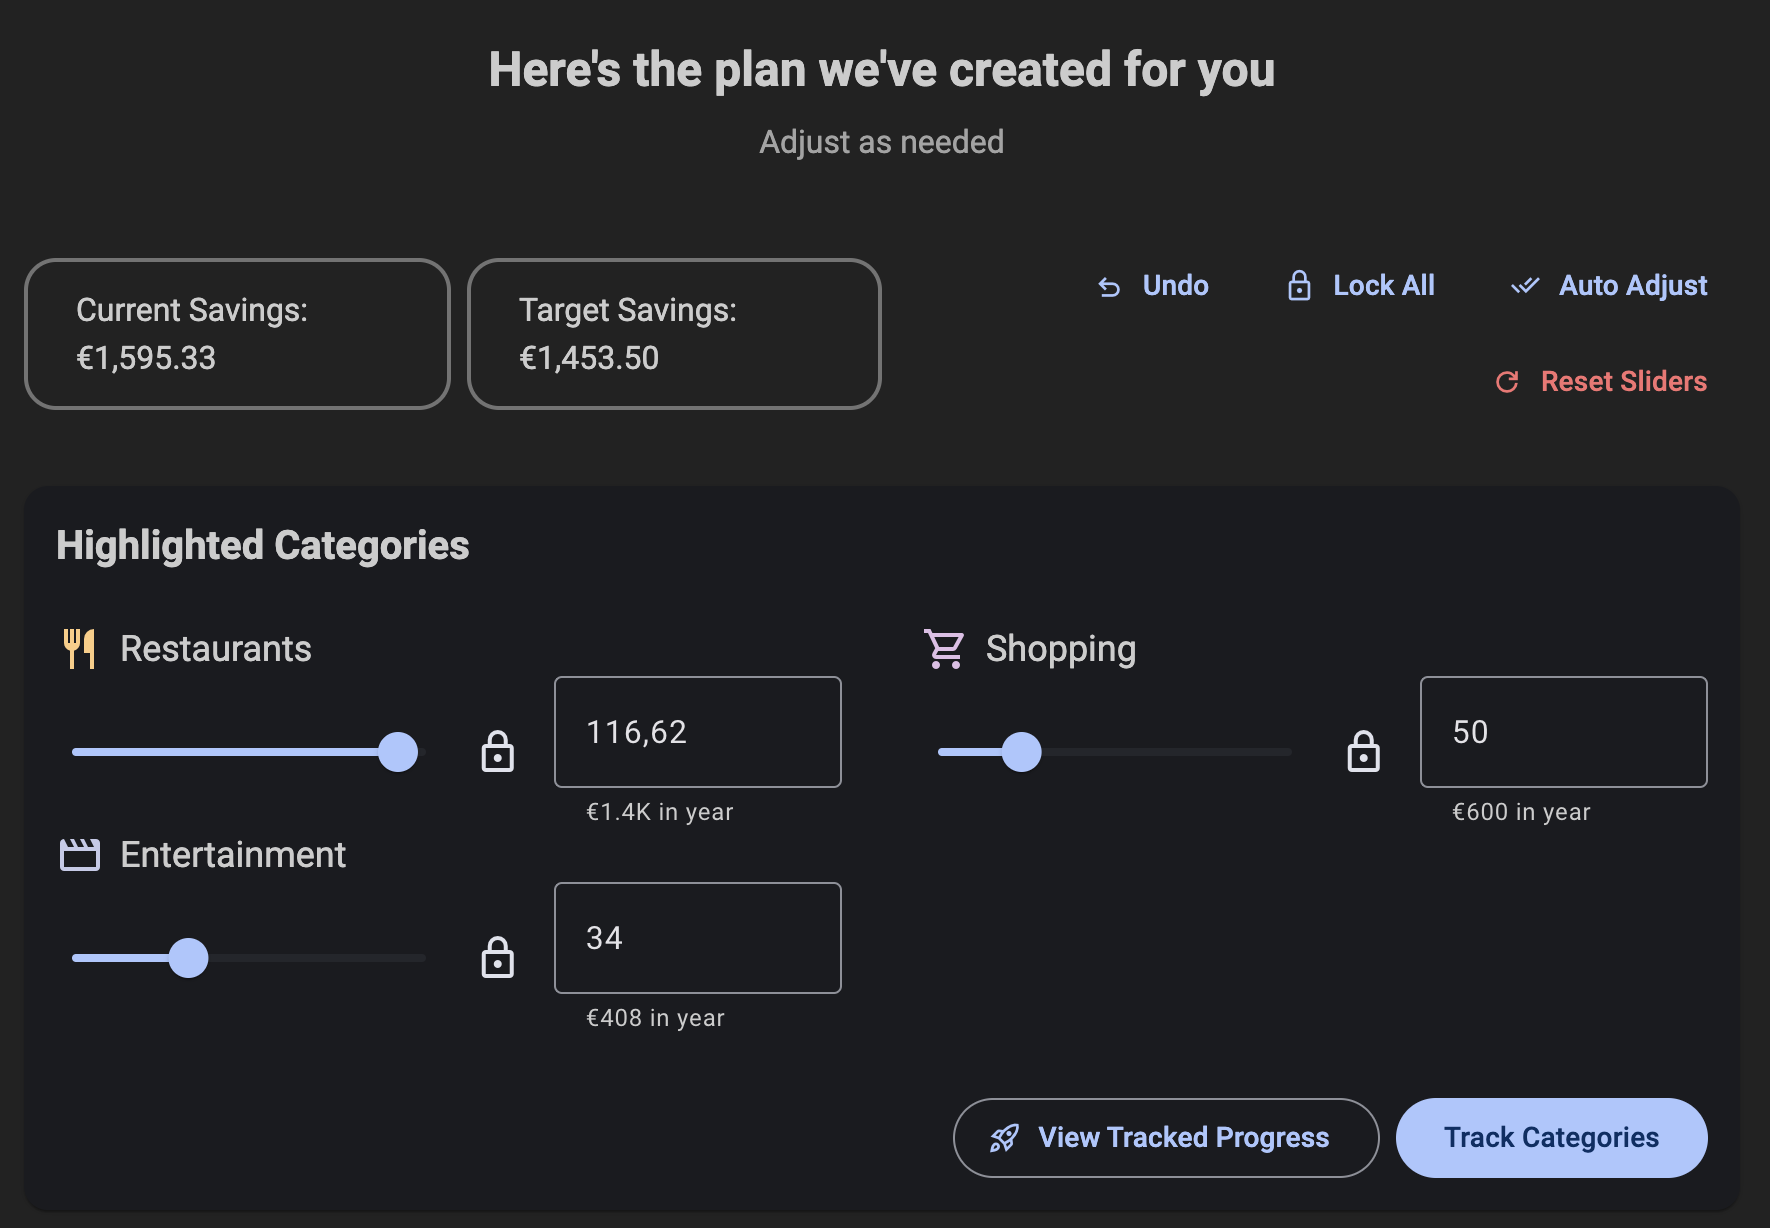 Here's the plan we've created for you
Adjust as needed
Current Savings:
€1,595.33
Target Savings:
€1,453.50
Undo
Lock All
Auto Adjust
Reset Sliders
Highlighted Categories
Restaurants
116,62
€1.4K in year
Shopping
50
€600 in year
Entertainment
34
€408 in year
View Tracked Progress
Track Categories